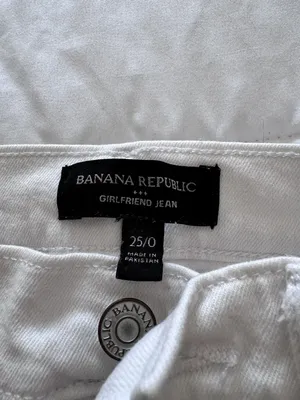 BANANA REPUBLIC
GIRLFRIEND JEAN
25/0
MADE IN
PAKISTAN
BANANA REPUBLIC